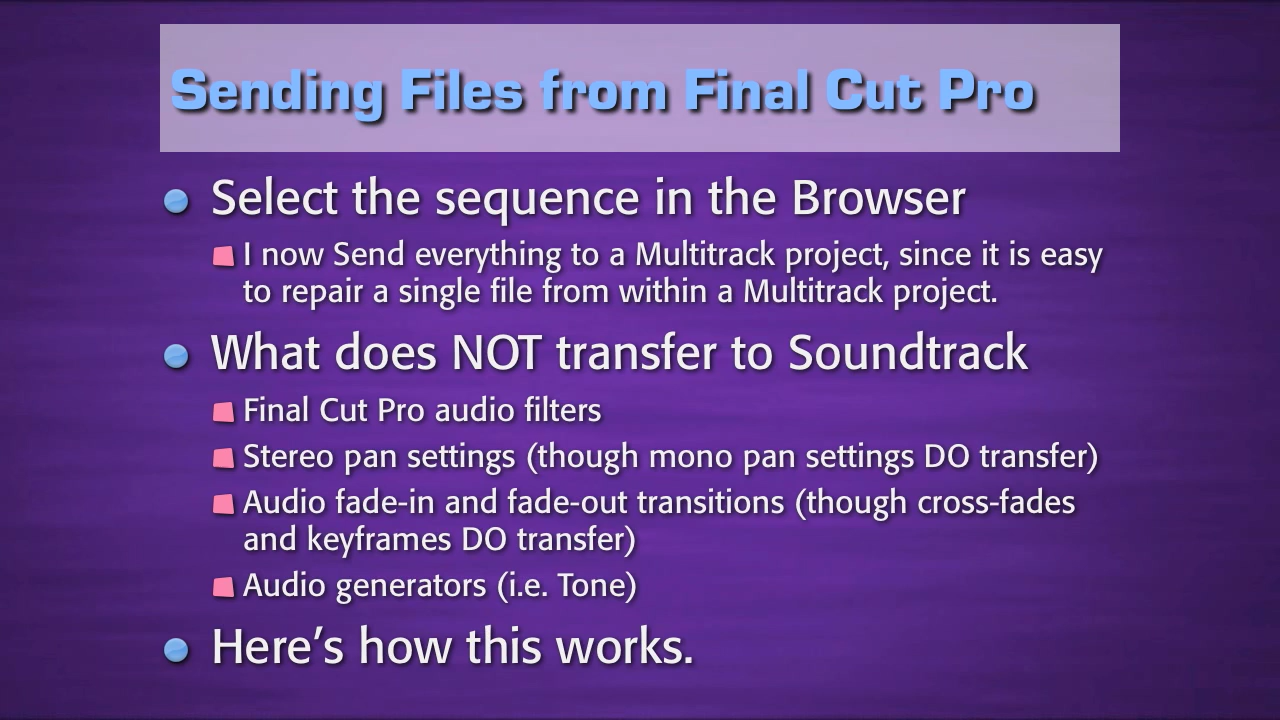 Sending Files from Final Cut Pro
Select the sequence in the Browser
I now Send everything to a Multitrack project, since it is easy
to repair a single file from within a Multitrack project.
What does NOT transfer to Soundtrack
Final Cut Pro audio filters
Stereo pan settings (though mono pan settings DO transfer)
Audio fade-in and fade-out transitions (though cross-fades
and keyframes DO transfer)
Audio generators (i.e. Tone)
Here’s how this works.